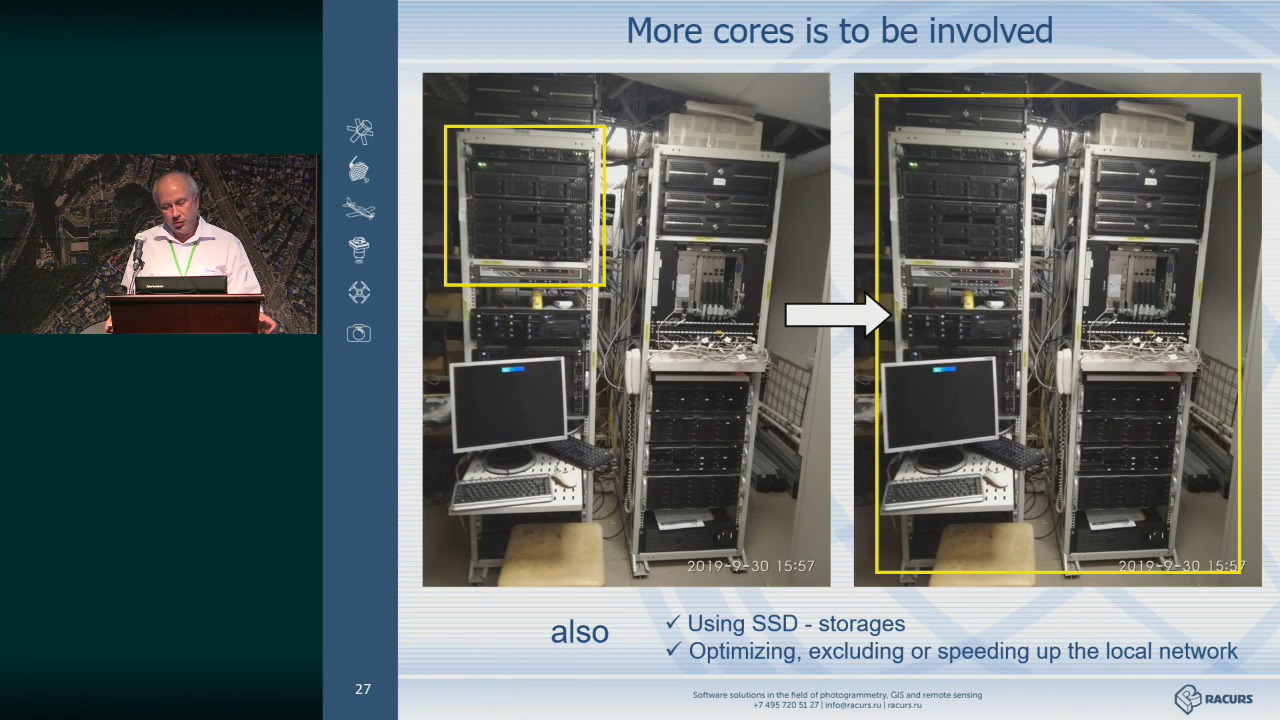 More cores is to be involved
2019-9-30 15:57
2019-9-30 15:57
also
✓ Using SSD - storages
✓ Optimizing, excluding or speeding up the local network
27
Software solutions in the field of photogrammetry, GIS and remote sensing
+7 495 720 51 27 | info@racurs.ru | racurs.ru
RACURS
lenovo